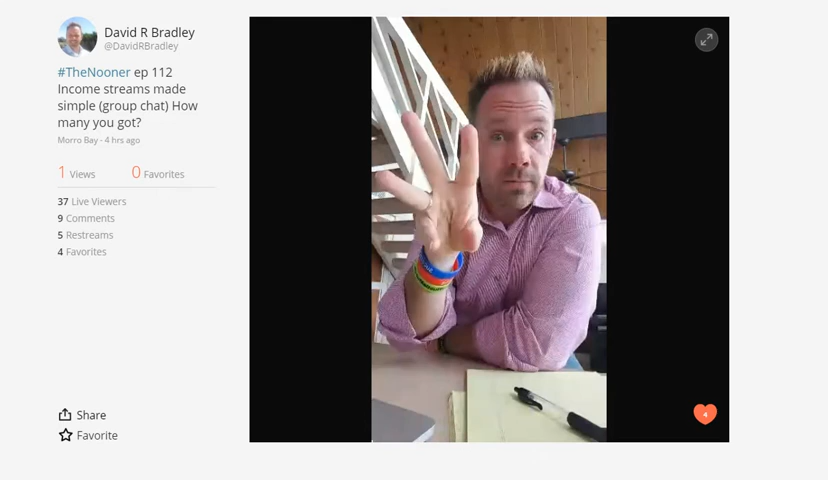 David R Bradley
@DavidRBradley
#TheNooner ep 112
Income streams made
simple (group chat) How
many you got?
Morro Bay - 4 hrs ago
1 Views 0 Favorites
37 Live Viewers
9 Comments
5 Restreams
4 Favorites
Share
Favorite
4